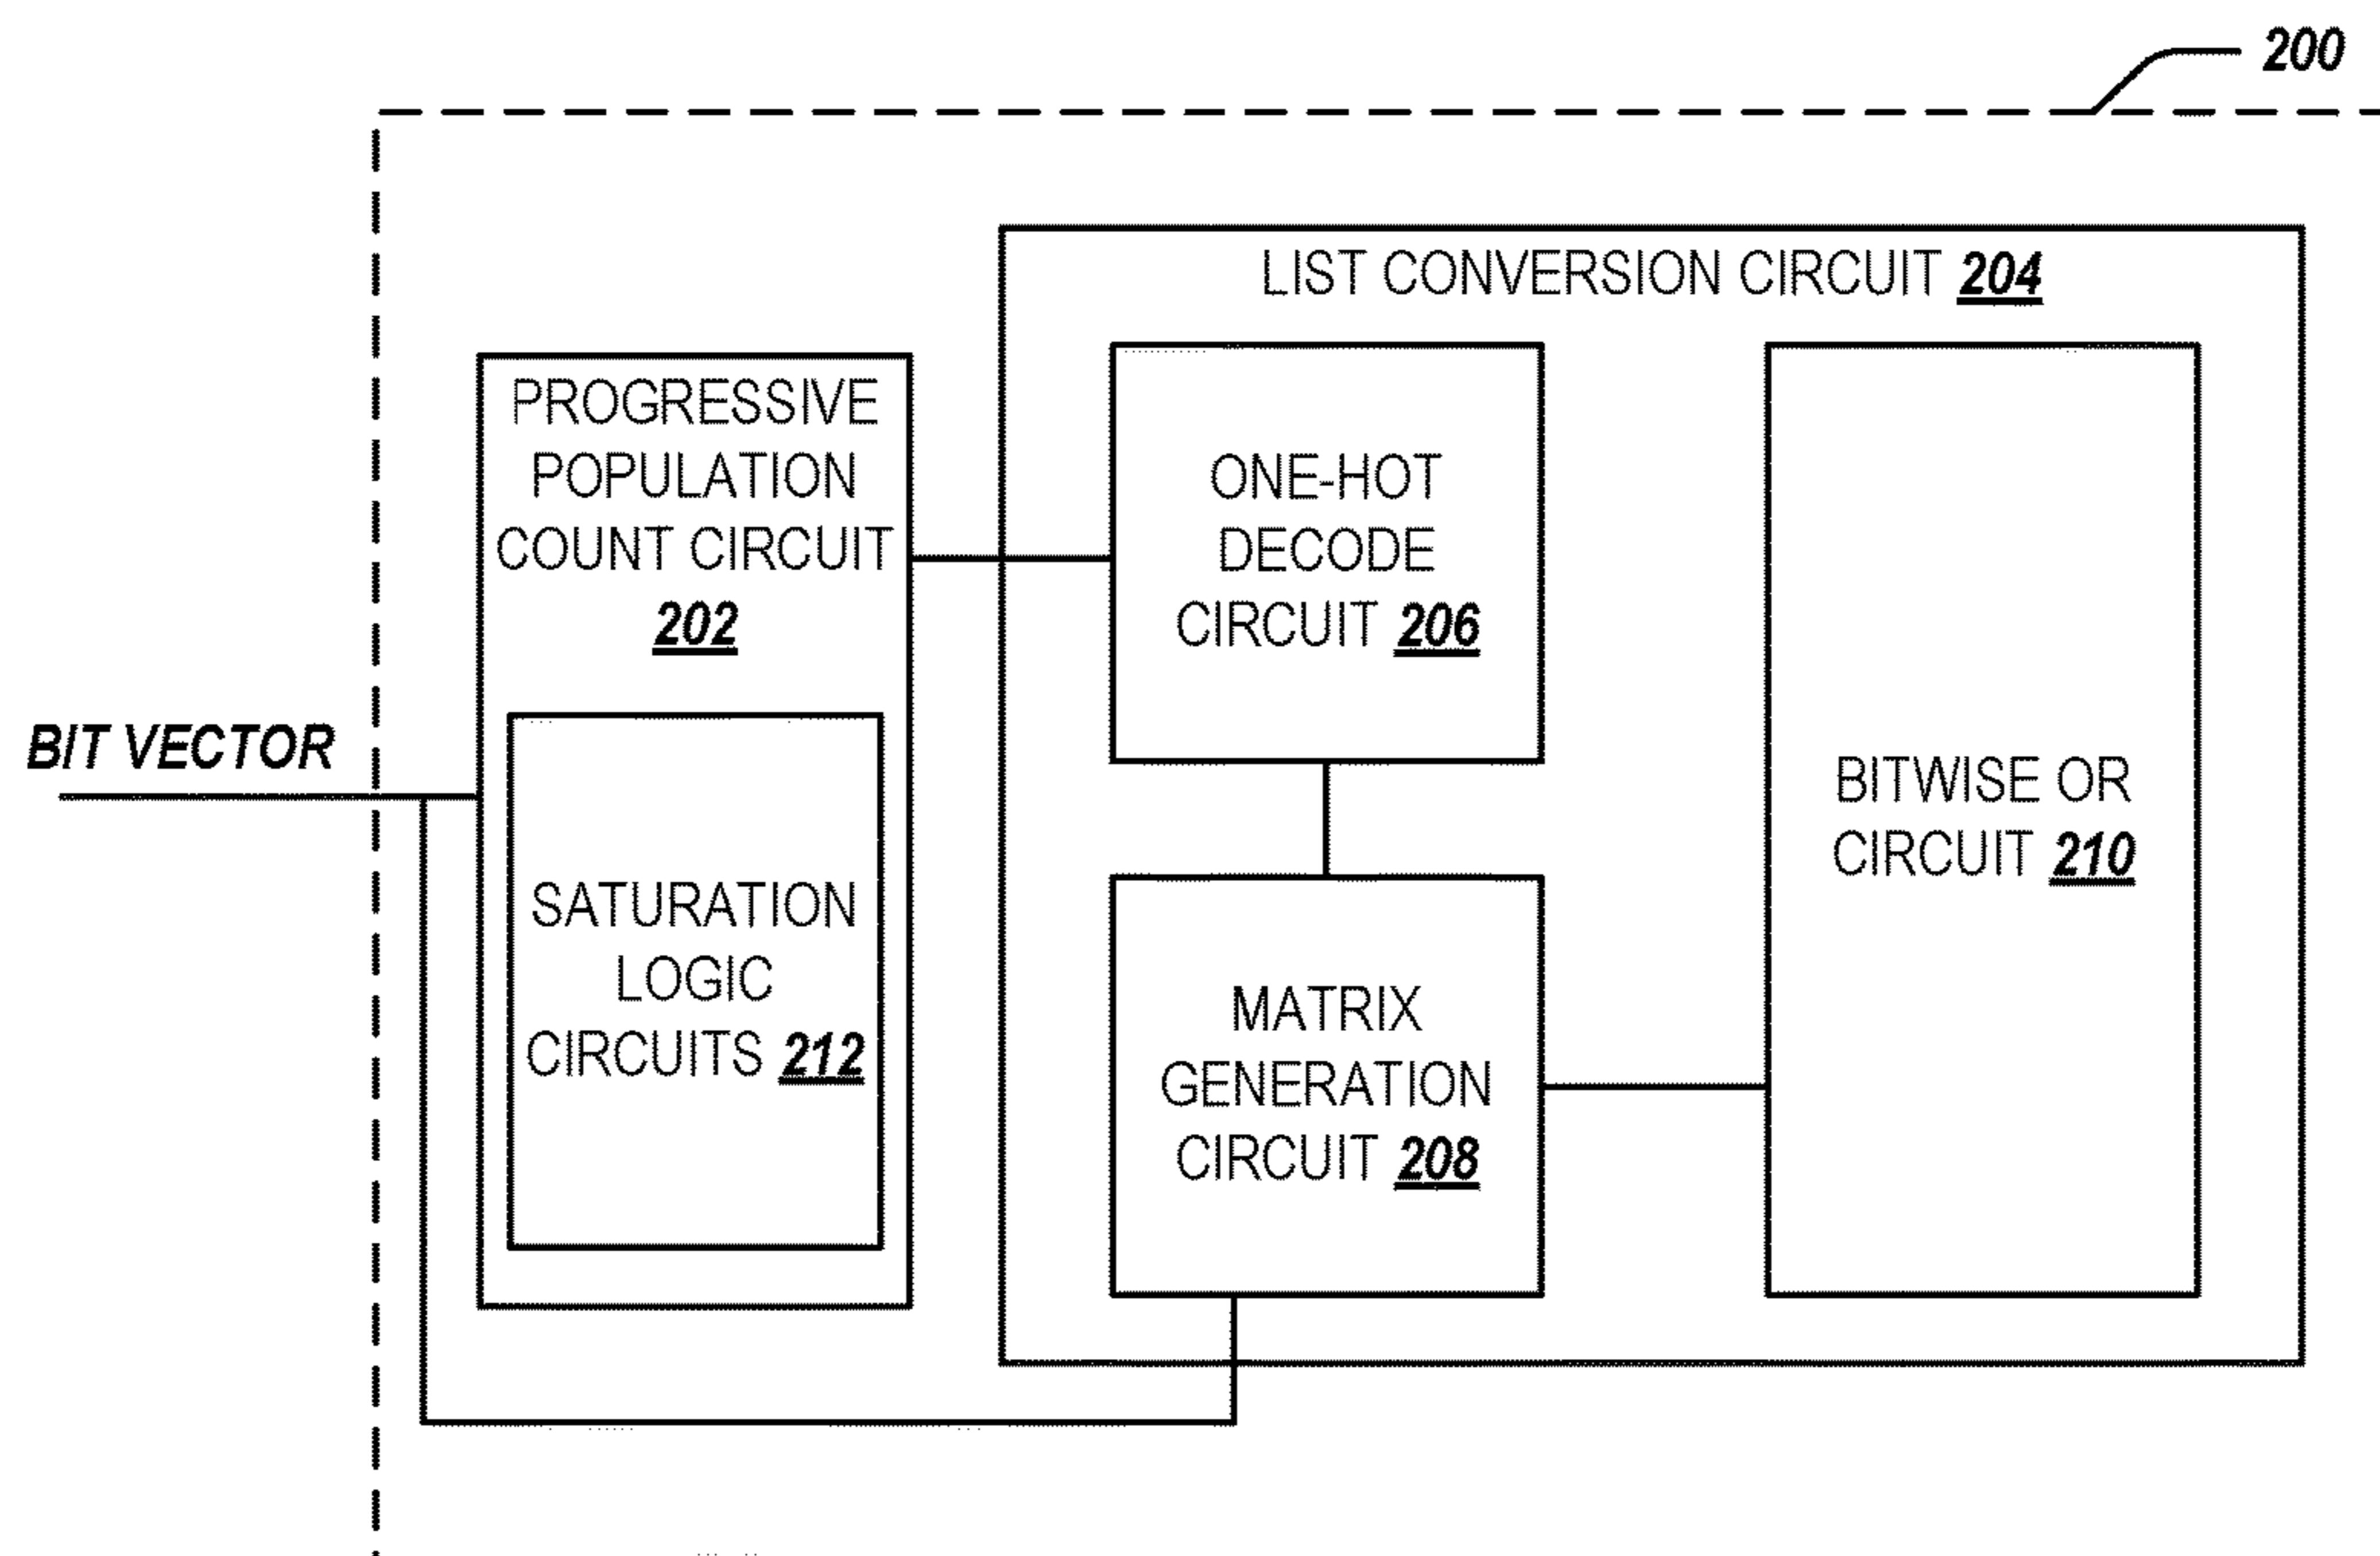 200
LIST CONVERSION CIRCUIT 204
PROGRESSIVE
POPULATION
COUNT CIRCUIT
202
ONE-HOT
DECODE
CIRCUIT 206
BIT VECTOR
SATURATION
LOGIC
CIRCUITS 212
MATRIX
GENERATION
CIRCUIT 208
BITWISE OR
CIRCUIT 210